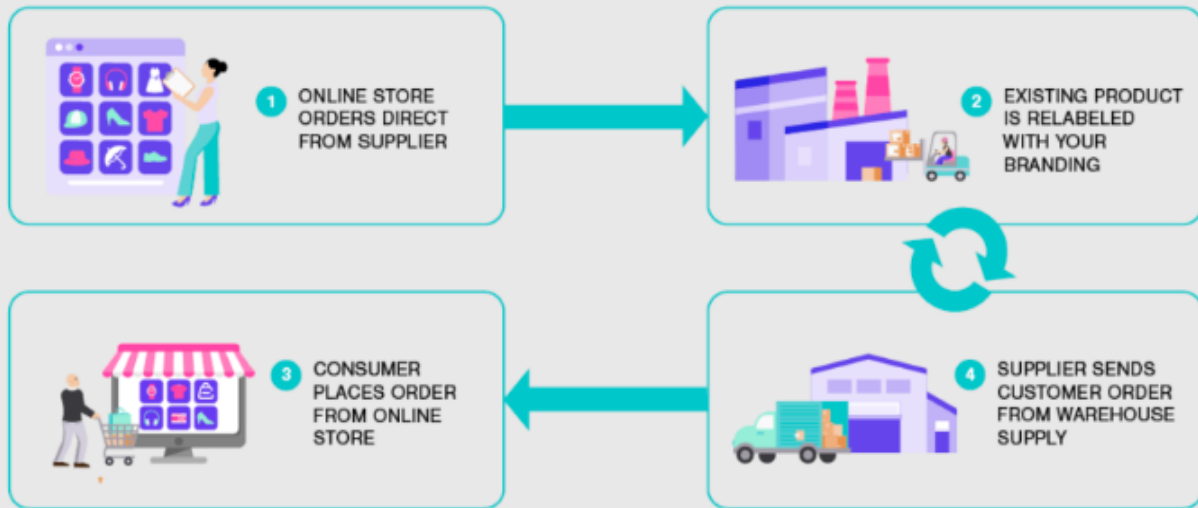 1
ONLINE STORE
ORDERS DIRECT
FROM SUPPLIER
2
EXISTING PRODUCT
IS RELABELED
WITH YOUR
BRANDING
3
CONSUMER
PLACES ORDER
FROM ONLINE
STORE
4
SUPPLIER SENDS
CUSTOMER ORDER
FROM WAREHOUSE
SUPPLY